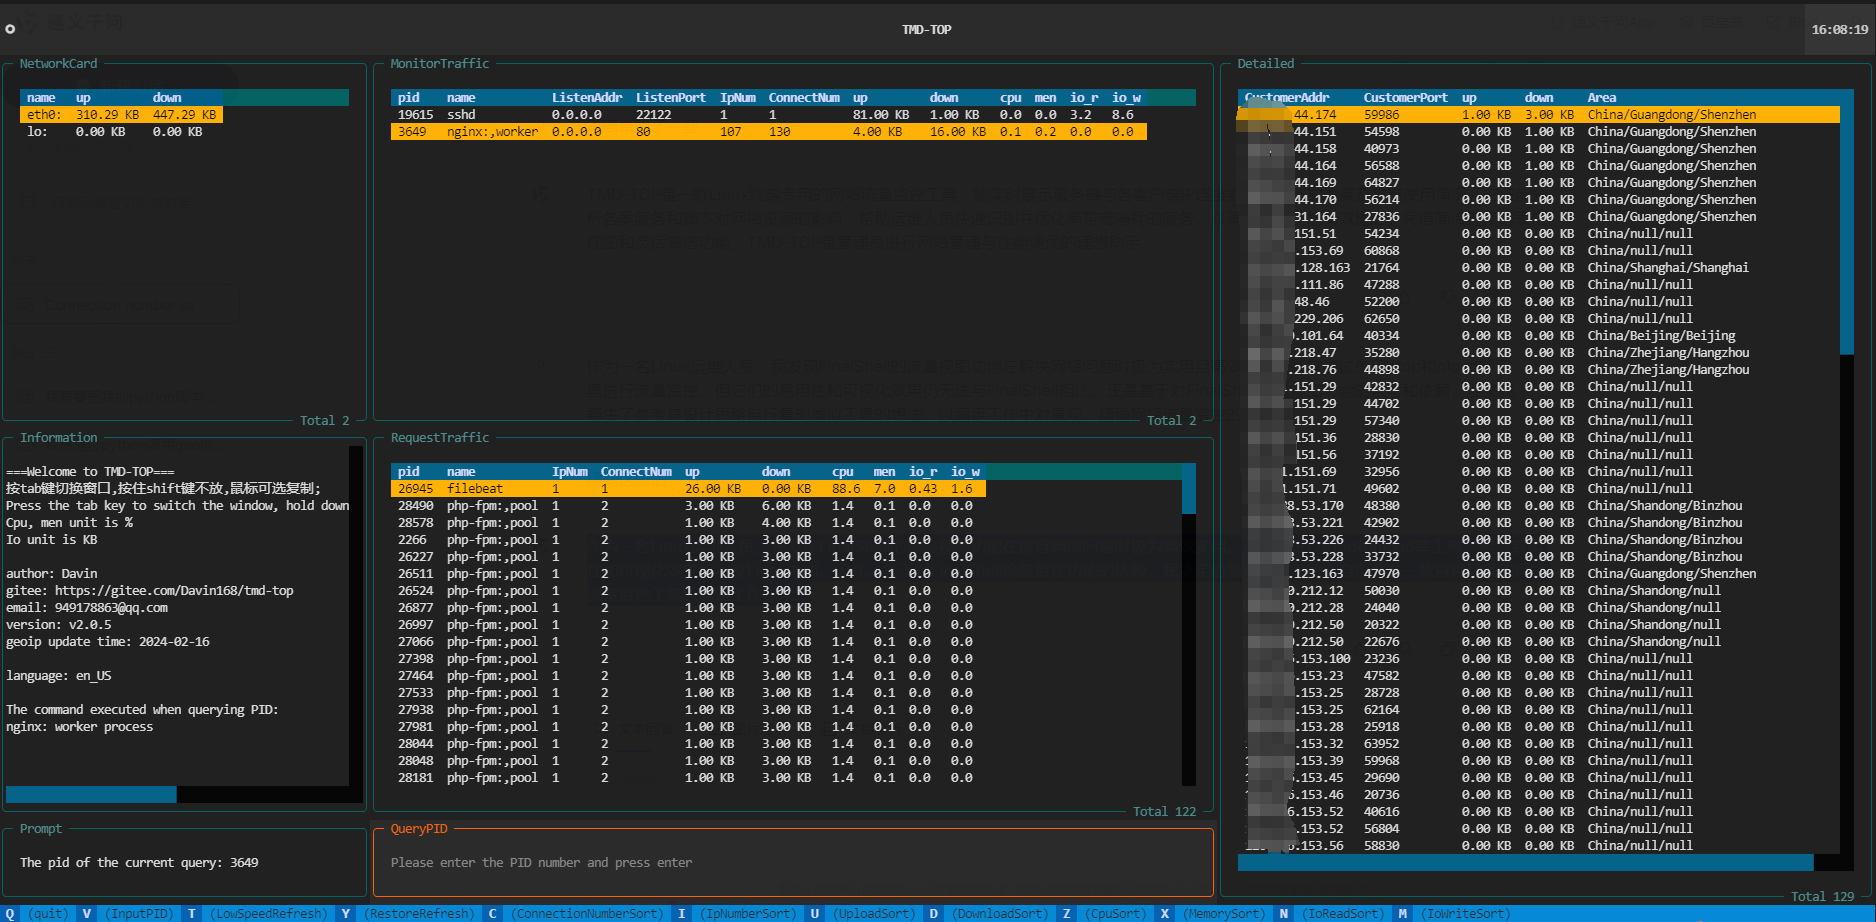 TMD-TOP
16:08:19
NetworkCard
name up down
eth0: 310.29 KB 447.29 KB
lo: 0.00 KB 0.00 KB
Total 2
MonitorTraffic
pid name ListenAddr ListenPort IpNum ConnectNum up down cpu men io_r io_w
19615 sshd 0.0.0.0 22122 1 1 81.00 KB 1.00 KB 0.0 0.0 3.2 8.6
3649 nginx:,worker 0.0.0.0 80 107 130 4.00 KB 16.00 KB 0.1 0.2 0.0 0.0
Total 2
Information
===Welcome to TMD-TOP===
按tab键切换窗口,按住shift键不放,鼠标可选复制;
Press the tab key to switch the window, hold down
Cpu, men unit is %
Io unit is KB
author: Davin
gitee: https://gitee.com/Davin168/tmd-top
email: 949178863@qq.com
version: v2.0.5
geoip update time: 2024-02-16
language: en_US
The command executed when querying PID:
nginx: worker process
RequestTraffic
pid name IpNum ConnectNum up down cpu men io_r io_w
26945 filebeat 1 1 26.00 KB 0.00 KB 88.6 7.0 0.43 1.6
28490 php-fpm:,pool 1 2 3.00 KB 6.00 KB 1.4 0.1 0.0 0.0
28578 php-fpm:,pool 1 2 1.00 KB 4.00 KB 1.4 0.1 0.0 0.0
2266 php-fpm:,pool 1 2 1.00 KB 3.00 KB 1.4 0.1 0.0 0.0
26227 php-fpm:,pool 1 2 1.00 KB 3.00 KB 1.4 0.1 0.0 0.0
26511 php-fpm:,pool 1 2 1.00 KB 3.00 KB 1.4 0.1 0.0 0.0
26524 php-fpm:,pool 1 2 1.00 KB 3.00 KB 1.4 0.1 0.0 0.0
26877 php-fpm:,pool 1 2 1.00 KB 3.00 KB 1.4 0.1 0.0 0.0
26997 php-fpm:,pool 1 2 1.00 KB 3.00 KB 1.4 0.1 0.0 0.0
27066 php-fpm:,pool 1 2 1.00 KB 3.00 KB 1.4 0.1 0.0 0.0
27398 php-fpm:,pool 1 2 1.00 KB 3.00 KB 1.4 0.1 0.0 0.0
27464 php-fpm:,pool 1 2 1.00 KB 3.00 KB 1.4 0.1 0.0 0.0
27533 php-fpm:,pool 1 2 1.00 KB 3.00 KB 1.4 0.1 0.0 0.0
27938 php-fpm:,pool 1 2 1.00 KB 3.00 KB 1.4 0.1 0.0 0.0
27981 php-fpm:,pool 1 2 1.00 KB 3.00 KB 1.4 0.1 0.0 0.0
28044 php-fpm:,pool 1 2 1.00 KB 3.00 KB 1.4 0.1 0.0 0.0
28048 php-fpm:,pool 1 2 1.00 KB 3.00 KB 1.4 0.1 0.0 0.0
28181 php-fpm:,pool 1 2 1.00 KB 3.00 KB 1.4 0.1 0.0 0.0
Total 122
Prompt
The pid of the current query: 3649
QueryPID
Please enter the PID number and press enter
Detailed
CustomerAddr CustomerPort up down Area
44.174 59986 1.00 KB 3.00 KB China/Guangdong/Shenzhen
44.151 54598 0.00 KB 1.00 KB China/Guangdong/Shenzhen
44.158 40973 0.00 KB 1.00 KB China/Guangdong/Shenzhen
44.164 56588 0.00 KB 1.00 KB China/Guangdong/Shenzhen
44.169 64827 0.00 KB 1.00 KB China/Guangdong/Shenzhen
44.170 56214 0.00 KB 1.00 KB China/Guangdong/Shenzhen
31.164 27836 0.00 KB 1.00 KB China/Guangdong/Shenzhen
151.51 54234 0.00 KB 0.00 KB China/null/null
.153.69 60868 0.00 KB 0.00 KB China/null/null
.128.163 21764 0.00 KB 0.00 KB China/Shanghai/Shanghai
.111.86 47288 0.00 KB 0.00 KB China/null/null
48.46 52200 0.00 KB 0.00 KB China/null/null
229.206 62650 0.00 KB 0.00 KB China/null/null
.101.64 40334 0.00 KB 0.00 KB China/Beijing/Beijing
.218.47 35280 0.00 KB 0.00 KB China/Zhejiang/Hangzhou
.218.76 44898 0.00 KB 0.00 KB China/Zhejiang/Hangzhou
151.29 42832 0.00 KB 0.00 KB China/null/null
151.29 44702 0.00 KB 0.00 KB China/null/null
151.29 57340 0.00 KB 0.00 KB China/null/null
151.36 28830 0.00 KB 0.00 KB China/null/null
151.56 37192 0.00 KB 0.00 KB China/null/null
.151.69 32956 0.00 KB 0.00 KB China/null/null
.151.71 49602 0.00 KB 0.00 KB China/null/null
.53.170 48380 0.00 KB 0.00 KB China/Shandong/Binzhou
.53.221 42902 0.00 KB 0.00 KB China/Shandong/Binzhou
.53.226 24432 0.00 KB 0.00 KB China/Shandong/Binzhou
.53.228 33732 0.00 KB 0.00 KB China/Shandong/Binzhou
.123.163 47970 0.00 KB 0.00 KB China/Guangdong/Shenzhen
.212.12 50030 0.00 KB 0.00 KB China/Shandong/null
.212.28 24040 0.00 KB 0.00 KB China/Shandong/null
.212.50 20322 0.00 KB 0.00 KB China/Shandong/null
.212.50 22676 0.00 KB 0.00 KB China/Shandong/null
.153.100 23236 0.00 KB 0.00 KB China/null/null
.153.23 47582 0.00 KB 0.00 KB China/null/null
.153.25 28728 0.00 KB 0.00 KB China/null/null
.153.25 62164 0.00 KB 0.00 KB China/null/null
.153.28 25918 0.00 KB 0.00 KB China/null/null
.153.32 63952 0.00 KB 0.00 KB China/null/null
.153.39 59968 0.00 KB 0.00 KB China/null/null
.153.45 29690 0.00 KB 0.00 KB China/null/null
.153.46 20736 0.00 KB 0.00 KB China/null/null
.153.52 40616 0.00 KB 0.00 KB China/null/null
.153.52 56804 0.00 KB 0.00 KB China/null/null
.153.56 58830 0.00 KB 0.00 KB China/null/null
Total 129
Q (quit) V (InputPID) T (LowSpeedRefresh) Y (RestoreRefresh) C (ConnectionNumberSort) I (IpNumberSort) U (UploadSort) D (DownloadSort) Z (CpuSort) X (MemorySort) N (IoReadSort) M (IoWriteSort)